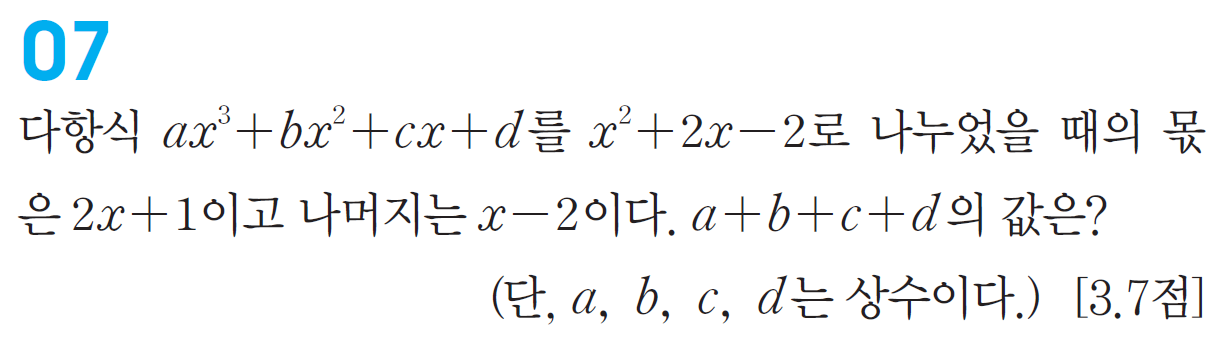 07
다항식 ax³+bx²+cx+d를 x²+2x−2로 나누었을 때의 몫
은 2x+1이고 나머지는 x−2이다. a+b+c+d의 값은?
(단, a, b, c, d는 상수이다.) [3.7점]